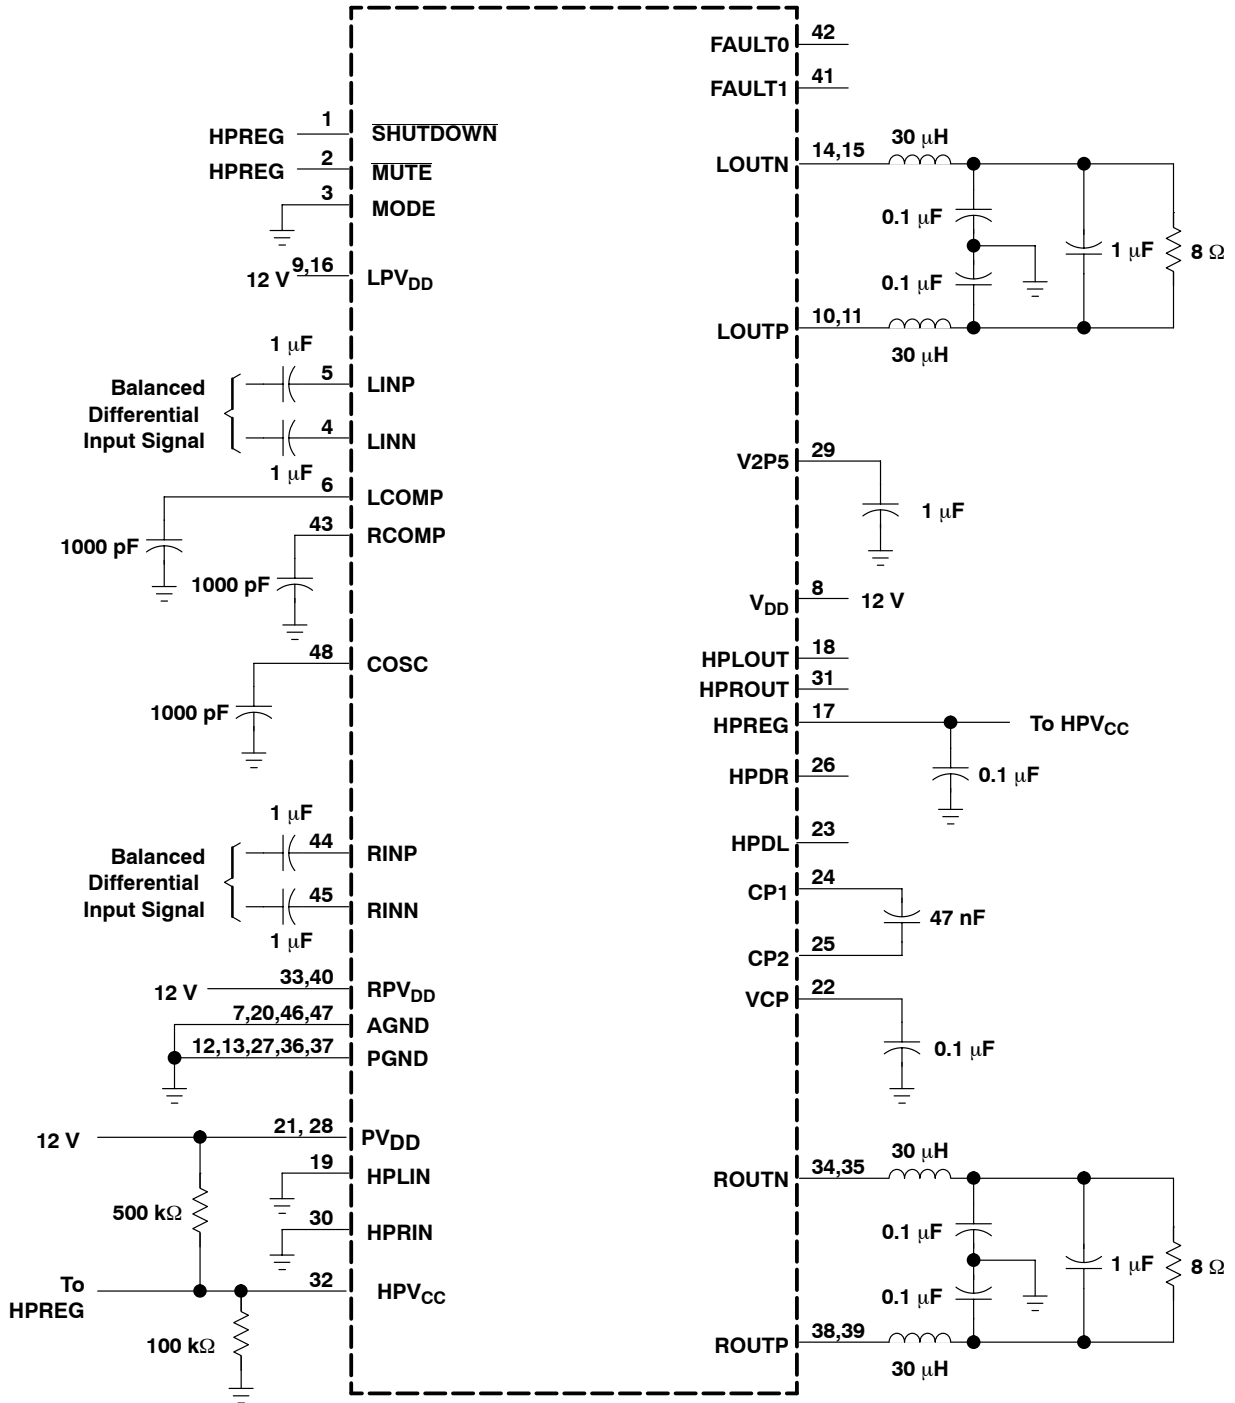 FAULT0 42
FAULT1 41
HPREG 1 SHUTDOWN
HPREG 2 MUTE
3 MODE
12 V 9,16 LPVDD
1 μF
Balanced
Differential
Input Signal
5 LINP
4 LINN
1 μF
6 LCOMP
1000 pF
43 RCOMP
1000 pF
48 COSC
1000 pF
1 μF
Balanced
Differential
Input Signal
44 RINP
45 RINN
1 μF
12 V 33,40 RPVDD
7,20,46,47 AGND
12,13,27,36,37 PGND
12 V 21, 28 PVDD
19 HPLIN
500 kΩ
30 HPRIN
To
HPREG
32 HPVCC
100 kΩ
LOUTN 14,15 30 μH
0.1 μF
0.1 μF
1 μF
8 Ω
LOUTP 10,11
30 μH
V2P5 29
1 μF
VDD 8 12 V
HPLOUT 18
HPROUT 31
HPREG 17 To HPVCC
0.1 μF
HPDR 26
HPDL 23
CP1 24
47 nF
CP2 25
VCP 22
0.1 μF
ROUTN 34,35 30 μH
0.1 μF
0.1 μF
1 μF
8 Ω
ROUTP 38,39
30 μH